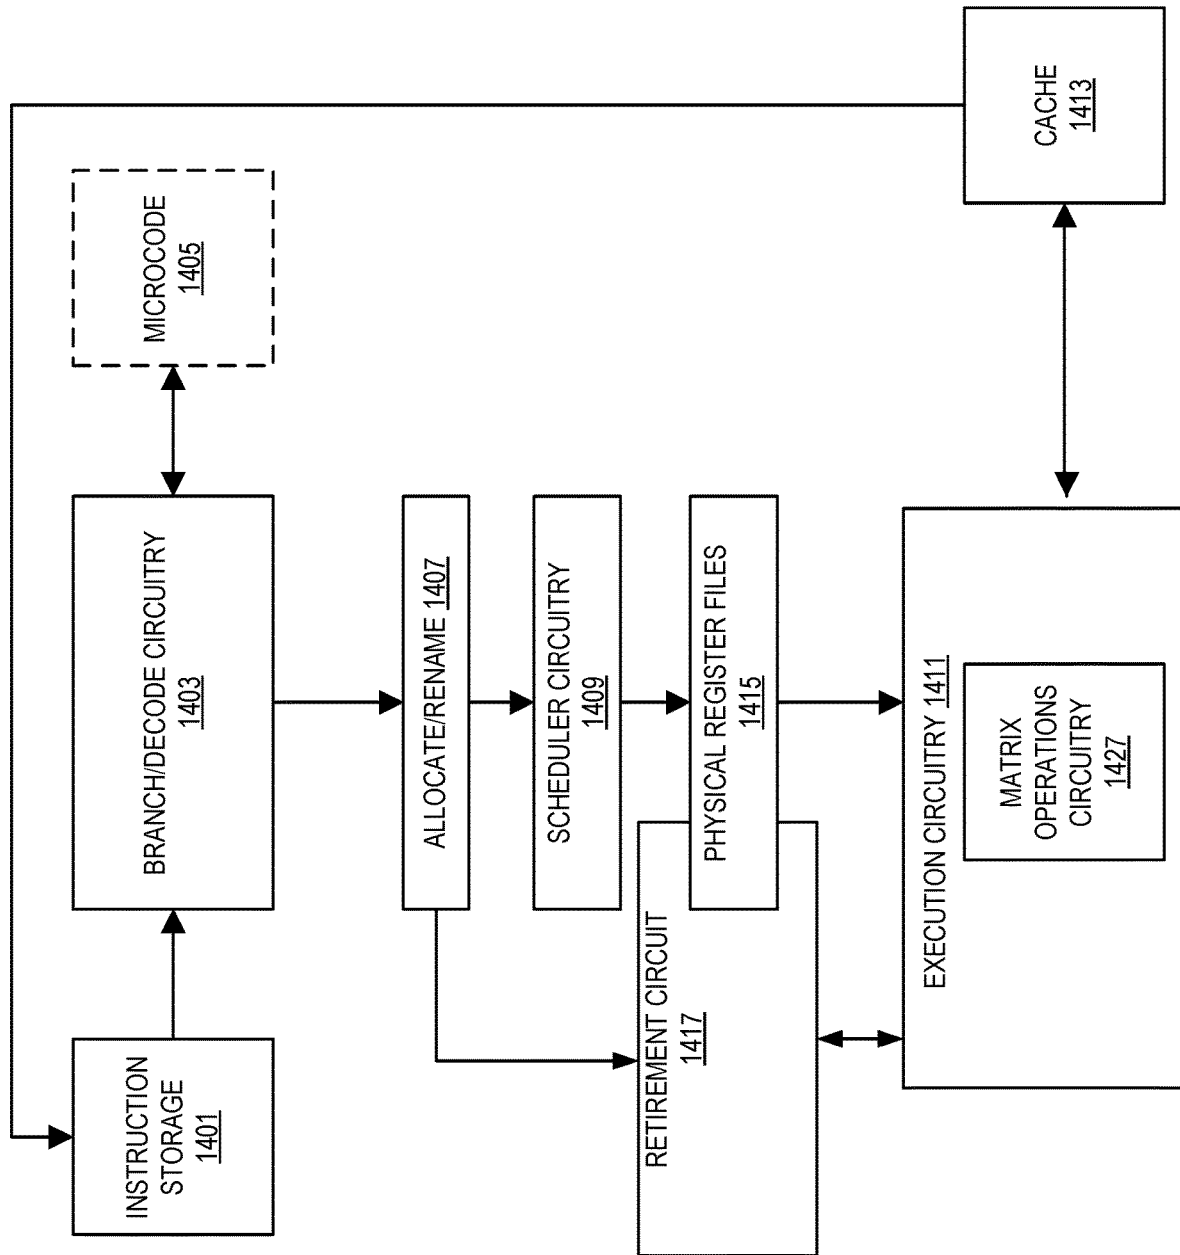 INSTRUCTION
STORAGE
1401
BRANCH/DECODE CIRCUITRY
1403
MICROCODE
1405
ALLOCATE/RENAME 1407
SCHEDULER CIRCUITRY
1409
RETIREMENT CIRCUIT
1417
PHYSICAL REGISTER FILES
1415
EXECUTION CIRCUITRY 1411
MATRIX
OPERATIONS
CIRCUITRY
1427
CACHE
1413